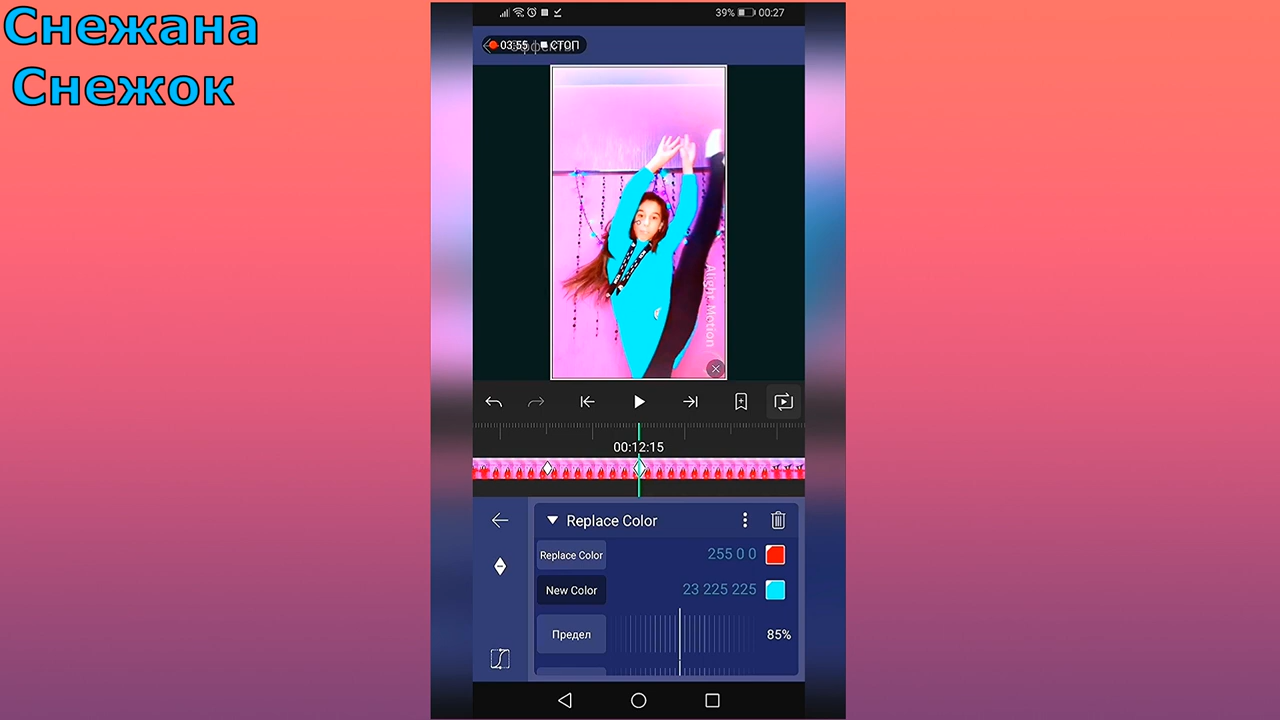 Снежана
Снежок
39% 00:27
03:55 СТОП
Alight Motion
00:12:15
Replace Color
Replace Color 255 0 0
New Color 23 225 225
Предел 85%